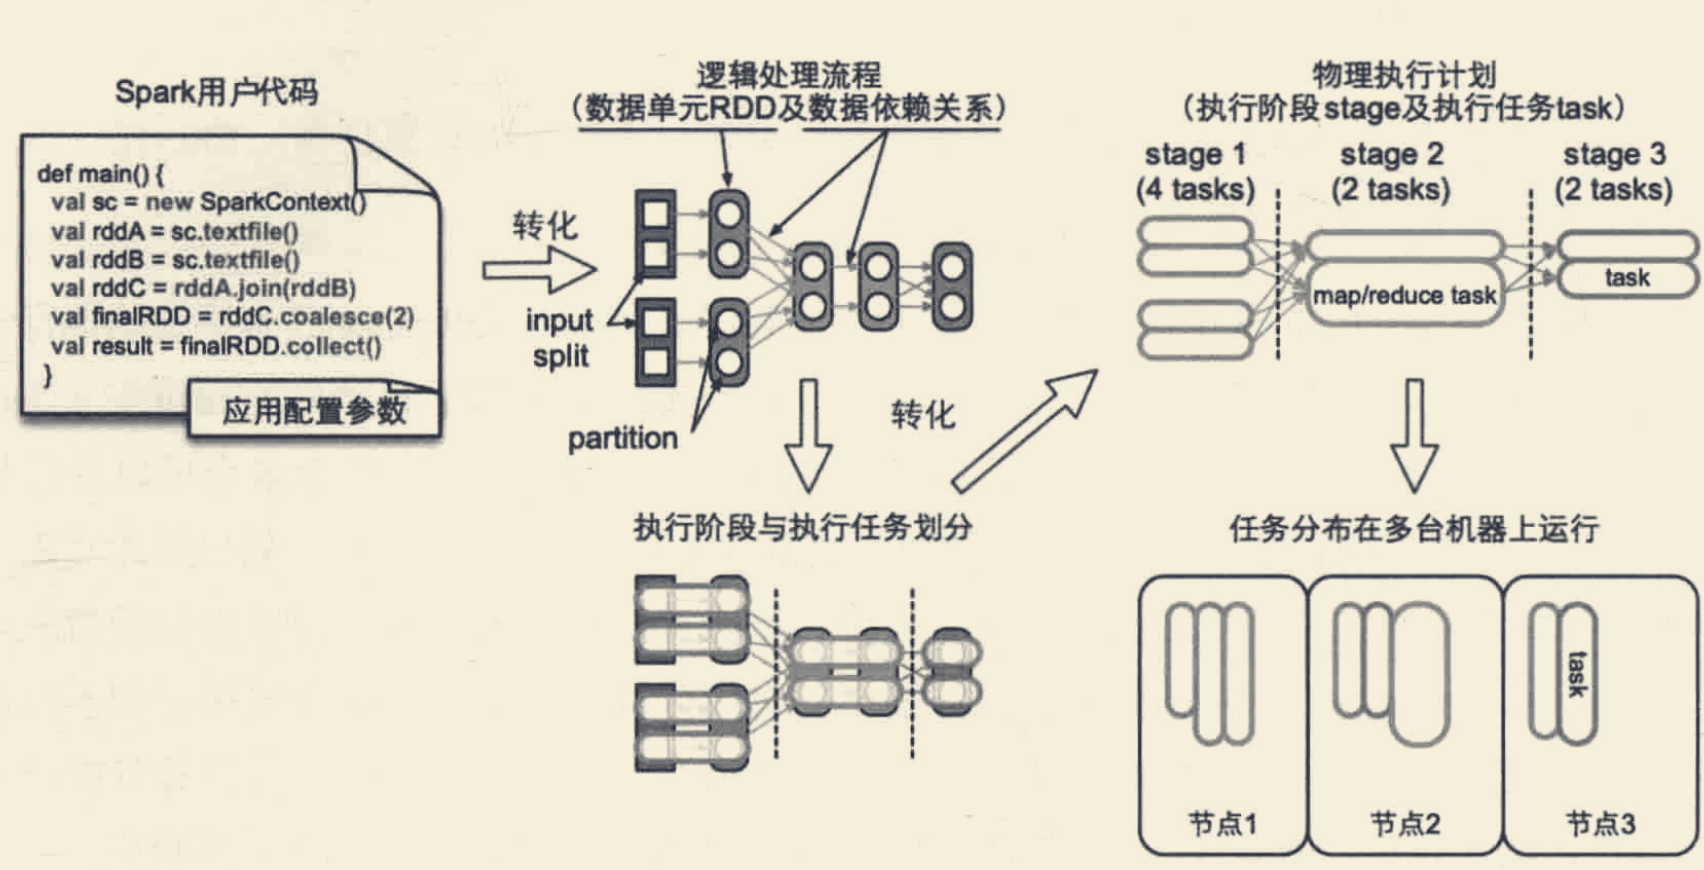 Spark用户代码
def main() {
val sc = new SparkContext()
val rddA = sc.textfile()
val rddB = sc.textfile()
val rddC = rddA.join(rddB)
val finalRDD = rddC.coalesce(2)
val result = finalRDD.collect()
}
应用配置参数
转化
逻辑处理流程
（数据单元RDD及数据依赖关系）
input
split
partition
执行阶段与执行任务划分
转化
物理执行计划
（执行阶段stage及执行任务task）
stage 1
(4 tasks)
stage 2
(2 tasks)
stage 3
(2 tasks)
map/reduce task
task
任务分布在多台机器上运行
task
节点1
节点2
节点3